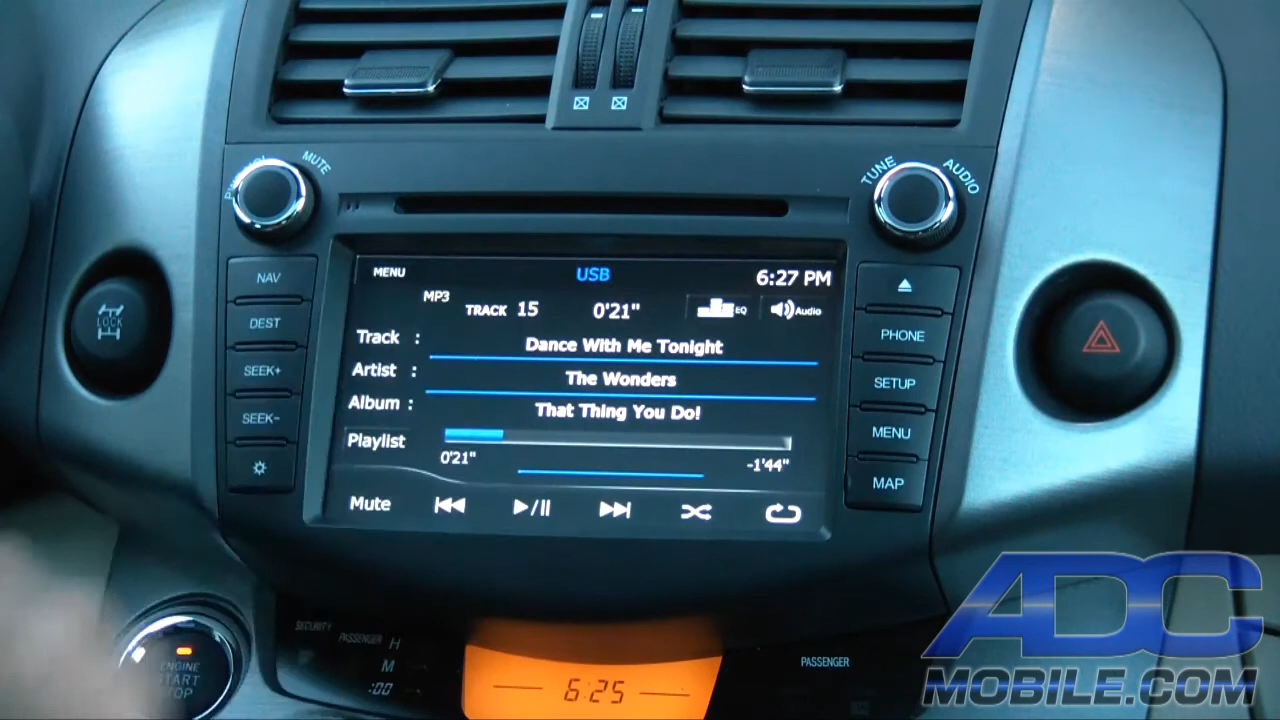 MUTE
TUNE
AUDIO
NAV
DEST
SEEK+
SEEK-
LOCK
MENU
USB
6:27 PM
MP3
TRACK 15
0'21"
EQ
Audio
Track :
Dance With Me Tonight
Artist :
The Wonders
Album :
That Thing You Do!
Playlist
0'21"
-1'44"
Mute
PHONE
SETUP
MENU
MAP
ENGINE
START
STOP
SECURITY
PASSENGER
H
M
:00
6:25
PASSENGER
ADC
MOBILE.COM